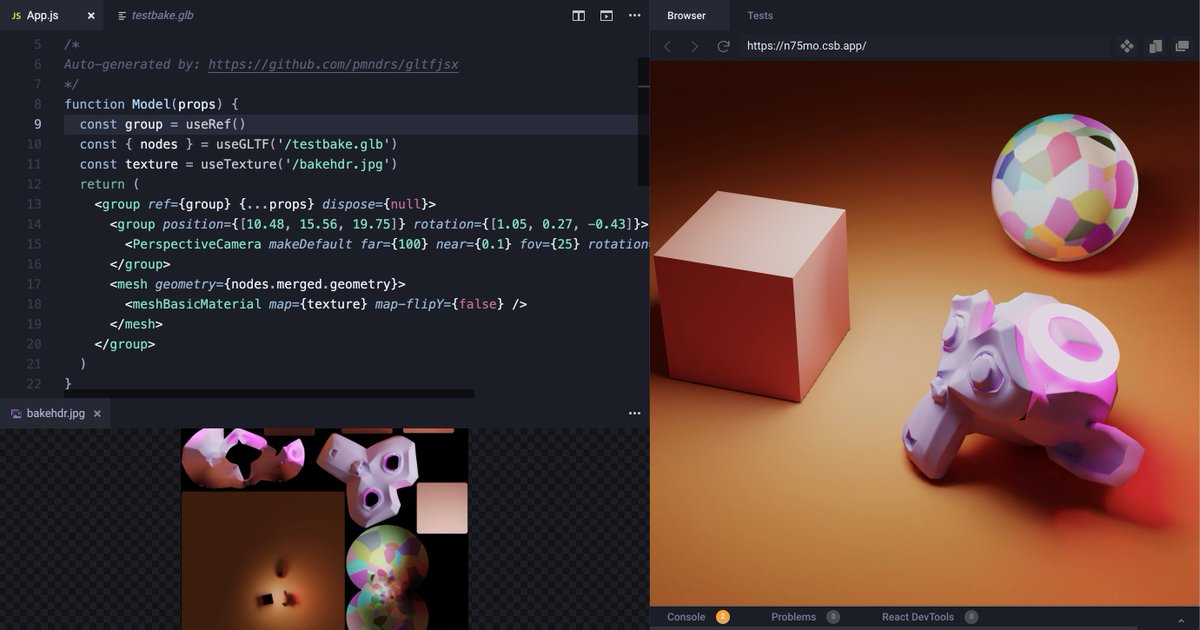 JS App.js ×
testbake.glb
5 /*
6 Auto-generated by: https://github.com/pmndrs/gltfjsx
7 */
8 function Model(props) {
9 const group = useRef()
10 const { nodes } = useGLTF('/testbake.glb')
11 const texture = useTexture('/bakehdr.jpg')
12 return (
13 <group ref={group} {...props} dispose={null}>
14 <group position={[10.48, 15.56, 19.75]} rotation={[1.05, 0.27, -0.43]}>
15 <PerspectiveCamera makeDefault far={100} near={0.1} fov={25} rotation=
16 </group>
17 <mesh geometry={nodes.merged.geometry}>
18 <meshBasicMaterial map={texture} map-flipY={false} />
19 </mesh>
20 </group>
21 )
22 }
bakehdr.jpg ×
Browser
Tests
https://n75mo.csb.app/
Console 2
Problems 0
React DevTools 0